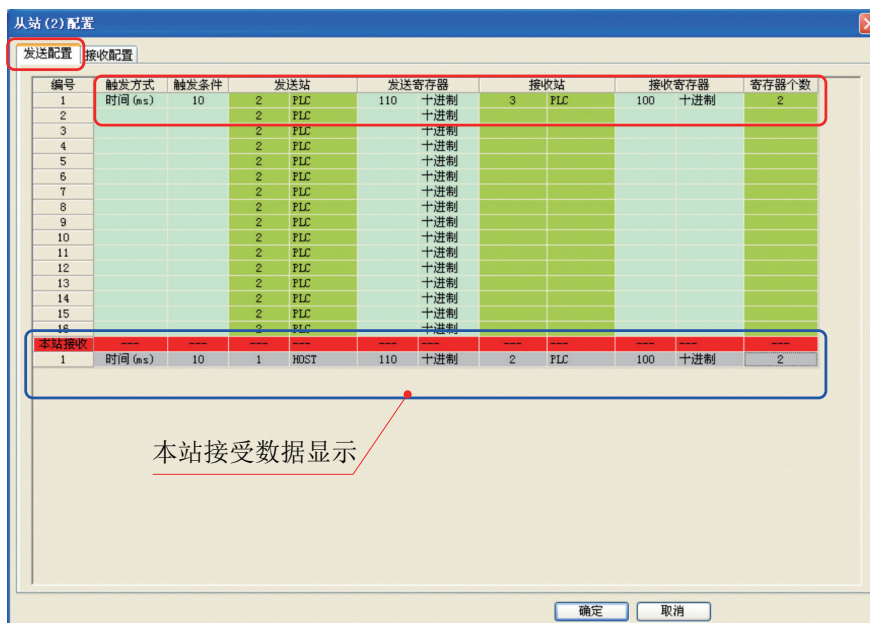 从站(2)配置
发送配置 接收配置
编号 触发方式 触发条件 发送站 发送寄存器 接收站 接收寄存器 寄存器个数
1 时间(ms) 10 2 PLC 110 十进制 3 PLC 100 十进制 2
2 2 PLC 十进制
3 2 PLC 十进制
4 2 PLC 十进制
5 2 PLC 十进制
6 2 PLC 十进制
7 2 PLC 十进制
8 2 PLC 十进制
9 2 PLC 十进制
10 2 PLC 十进制
11 2 PLC 十进制
12 2 PLC 十进制
13 2 PLC 十进制
14 2 PLC 十进制
15 2 PLC 十进制
16 2 PLC 十进制
本站接收 --- --- --- --- --- --- --- --- --- --- ---
1 时间(ms) 10 1 HOST 110 十进制 2 PLC 100 十进制 2
本站接受数据显示
确定 取消